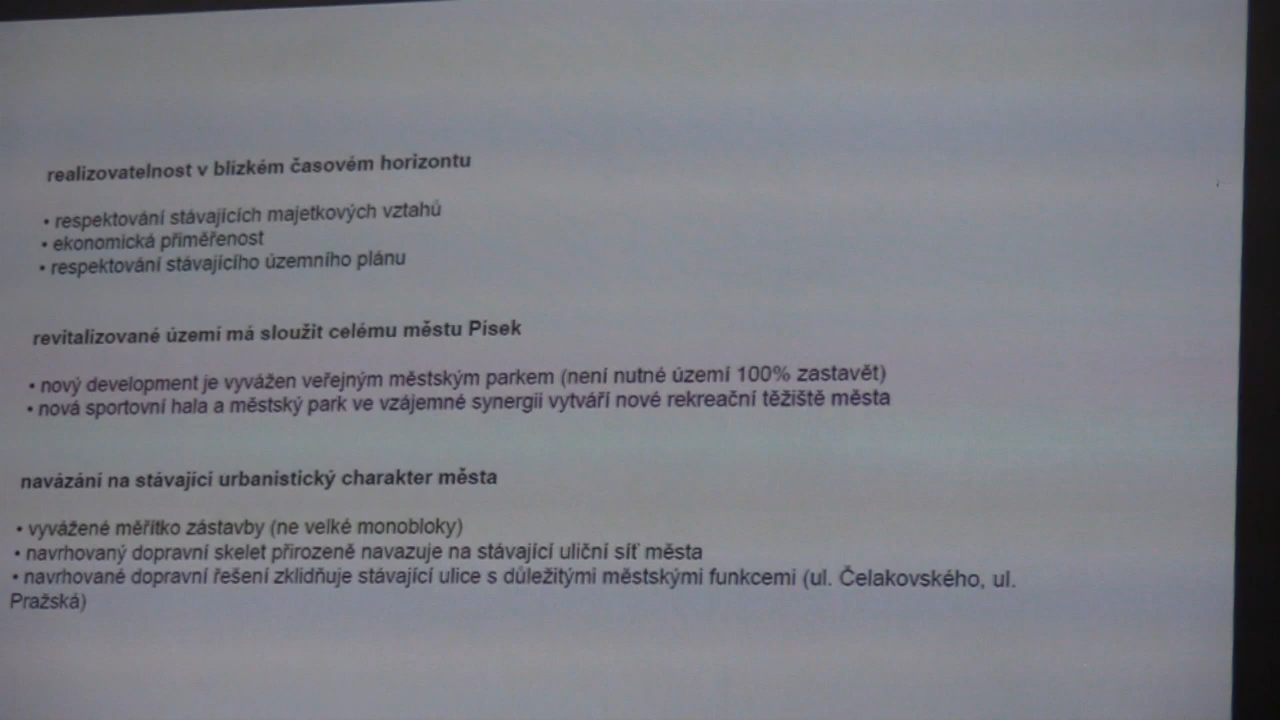 realizovatelnost v blízkém časovém horizontu
• respektování stávajících majetkových vztahů
• ekonomická přiměřenost
• respektování stávajícího územního plánu
revitalizované území má sloužit celému městu Písek
• nový development je vyvážen veřejným městským parkem (není nutné území 100% zastavět)
• nová sportovní hala a městský park ve vzájemné synergii vytváří nové rekreační těžiště města
navázání na stávající urbanistický charakter města
• vyvážené měřítko zástavby (ne velké monobloky)
• navrhovaný dopravní skelet přirozeně navazuje na stávající uliční síť města
• navrhované dopravní řešení zklidňuje stávající ulice s důležitými městskými funkcemi (ul. Čelakovského, ul.
Pražská)